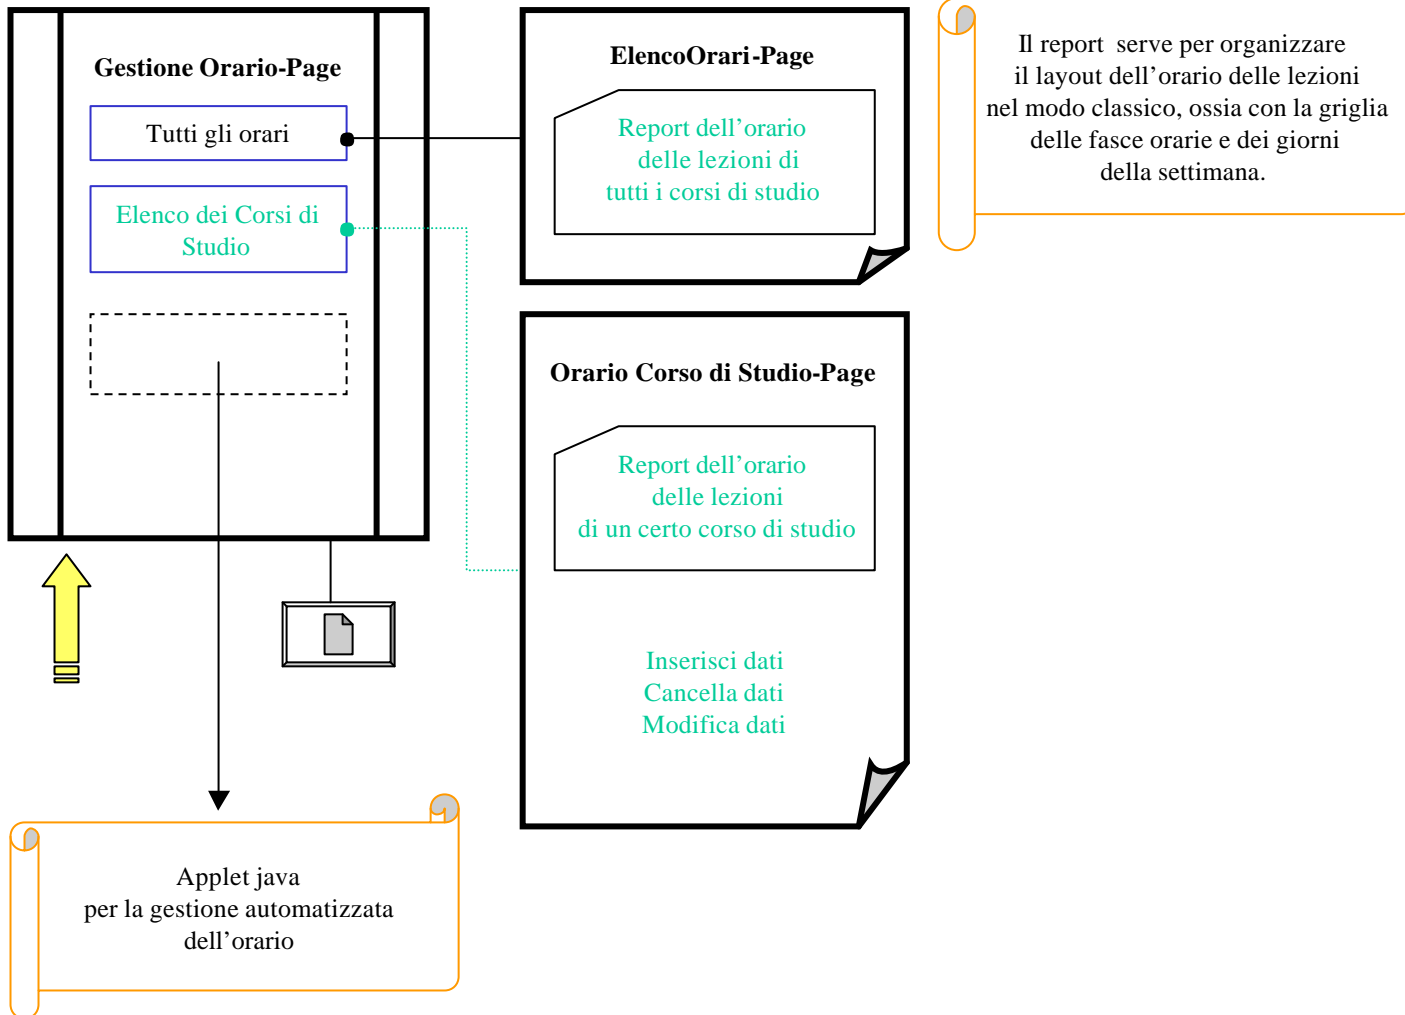 Gestione Orario-Page
Tutti gli orari
Elenco dei Corsi di
Studio
ElencoOrari-Page
Report dell’orario
delle lezioni di
tutti i corsi di studio
Il report serve per organizzare
il layout dell’orario delle lezioni
nel modo classico, ossia con la griglia
delle fasce orarie e dei giorni
della settimana.
Orario Corso di Studio-Page
Report dell’orario
delle lezioni
di un certo corso di studio
Inserisci dati
Cancella dati
Modifica dati
Applet java
per la gestione automatizzata
dell’orario